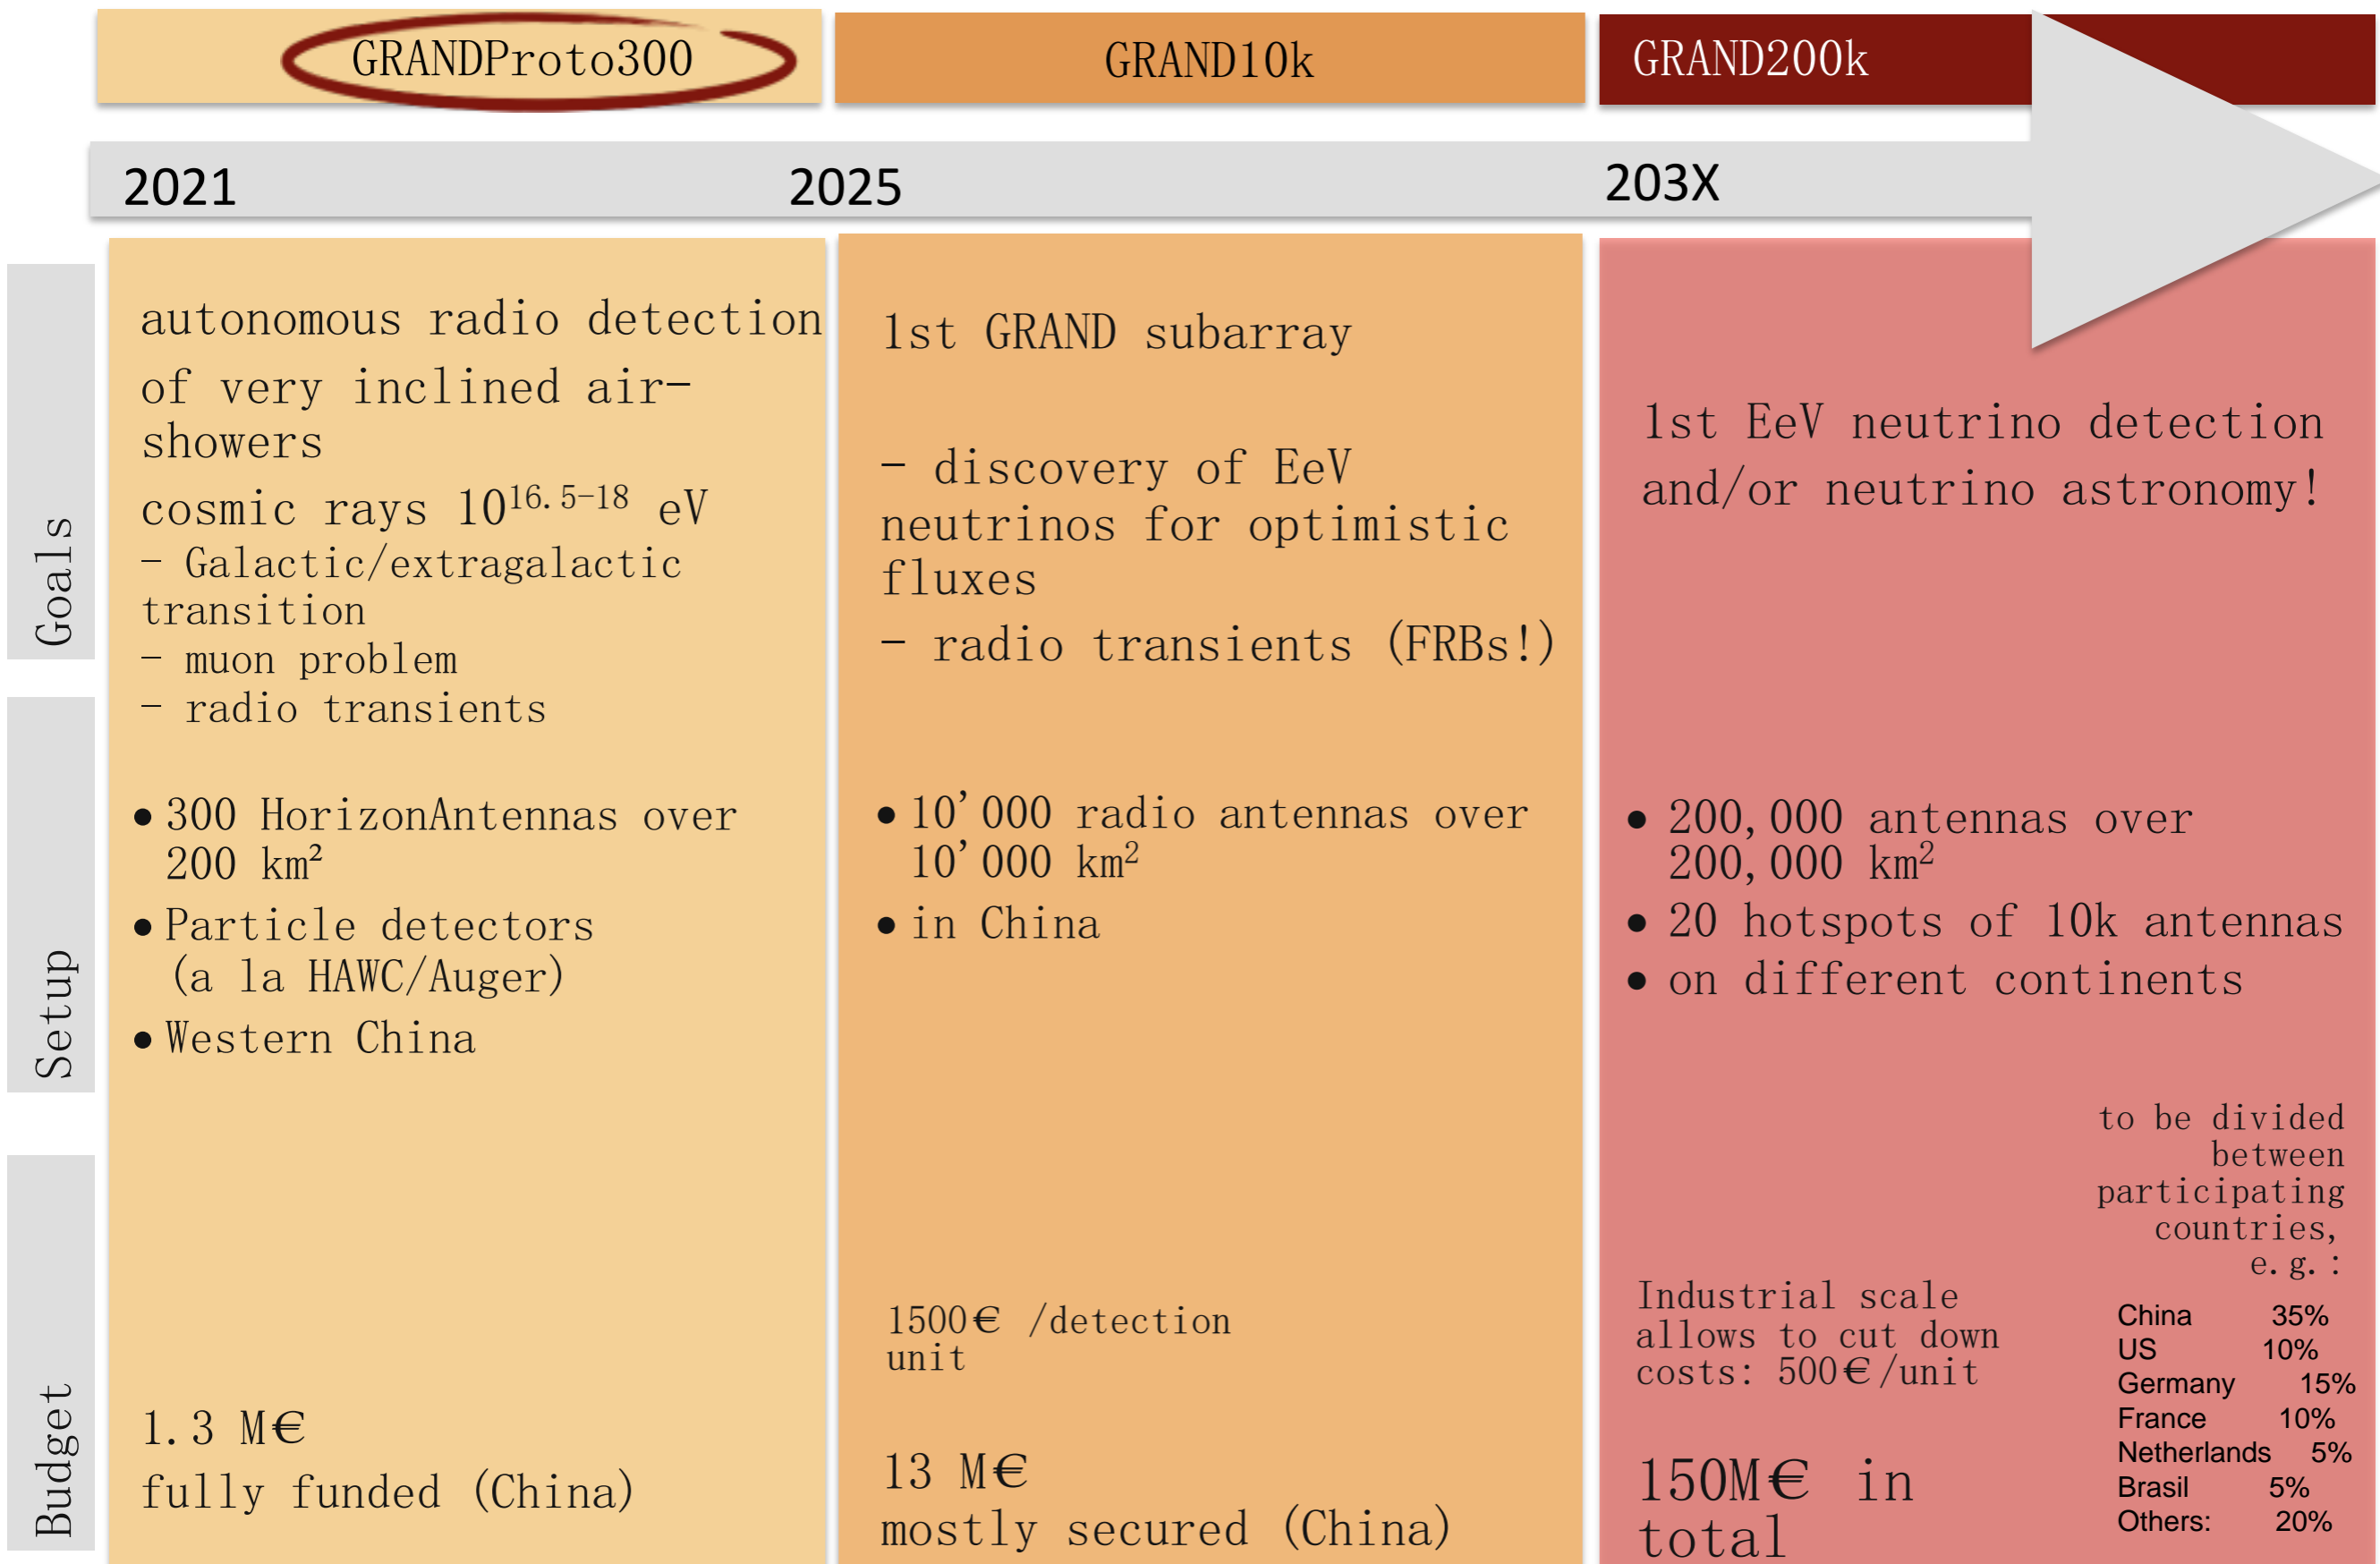 GRANDProto300
GRAND10k
GRAND200k
2021
2025
203X
Goals
autonomous radio detection
of very inclined air-
showers
cosmic rays 10^16.5-18 eV
- Galactic/extragalactic
transition
- muon problem
- radio transients
1st GRAND subarray
- discovery of EeV
neutrinos for optimistic
fluxes
- radio transients (FRBs!)
1st EeV neutrino detection
and/or neutrino astronomy!
Setup
• 300 HorizonAntennas over
200 km²
• Particle detectors
(a la HAWC/Auger)
• Western China
• 10'000 radio antennas over
10'000 km²
• in China
• 200,000 antennas over
200,000 km²
• 20 hotspots of 10k antennas
• on different continents
Budget
1.3 M€
fully funded (China)
1500€ /detection
unit
13 M€
mostly secured (China)
Industrial scale
allows to cut down
costs: 500€/unit
150M€ in
total
to be divided
between
participating
countries,
e.g.:
China 35%
US 10%
Germany 15%
France 10%
Netherlands 5%
Brasil 5%
Others: 20%